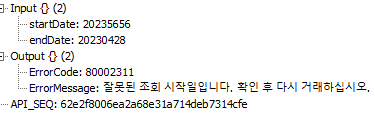 Input {} (2)
startDate: 20235656
endDate: 20230428
Output {} (2)
ErrorCode: 80002311
ErrorMessage: 잘못된 조회 시작일입니다. 확인 후 다시 거래하십시오.
API_SEQ: 62e2f8006ea2a68e31a714deb7314cfe